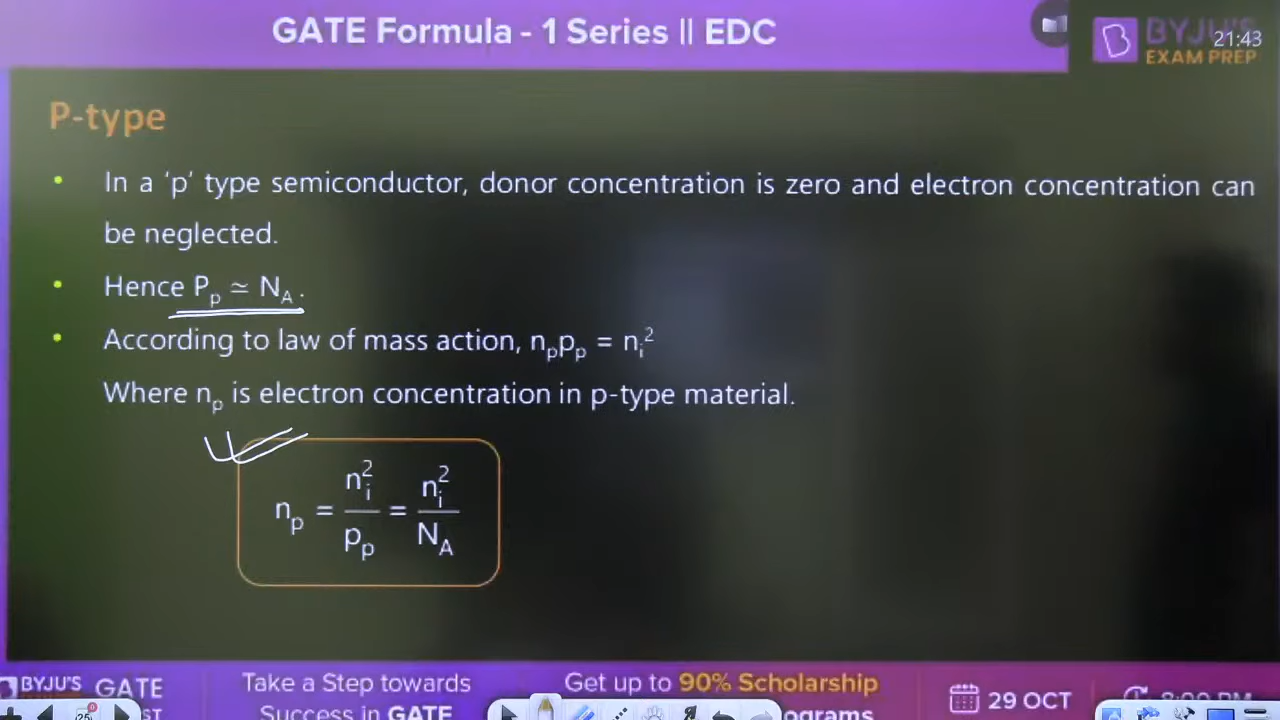 GATE Formula - 1 Series || EDC
BYJU'S
21:43
EXAM PREP
P-type
• In a 'p' type semiconductor, donor concentration is zero and electron concentration can
be neglected.
• Hence Pₚ ≃ N_A.
• According to law of mass action, nₚpₚ = nᵢ²
Where nₚ is electron concentration in p-type material.
nₚ = nᵢ²/pₚ = nᵢ²/N_A
BYJU'S GATE
Take a Step towards
Success in GATE
Get up to 90% Scholarship
29 OCT
25